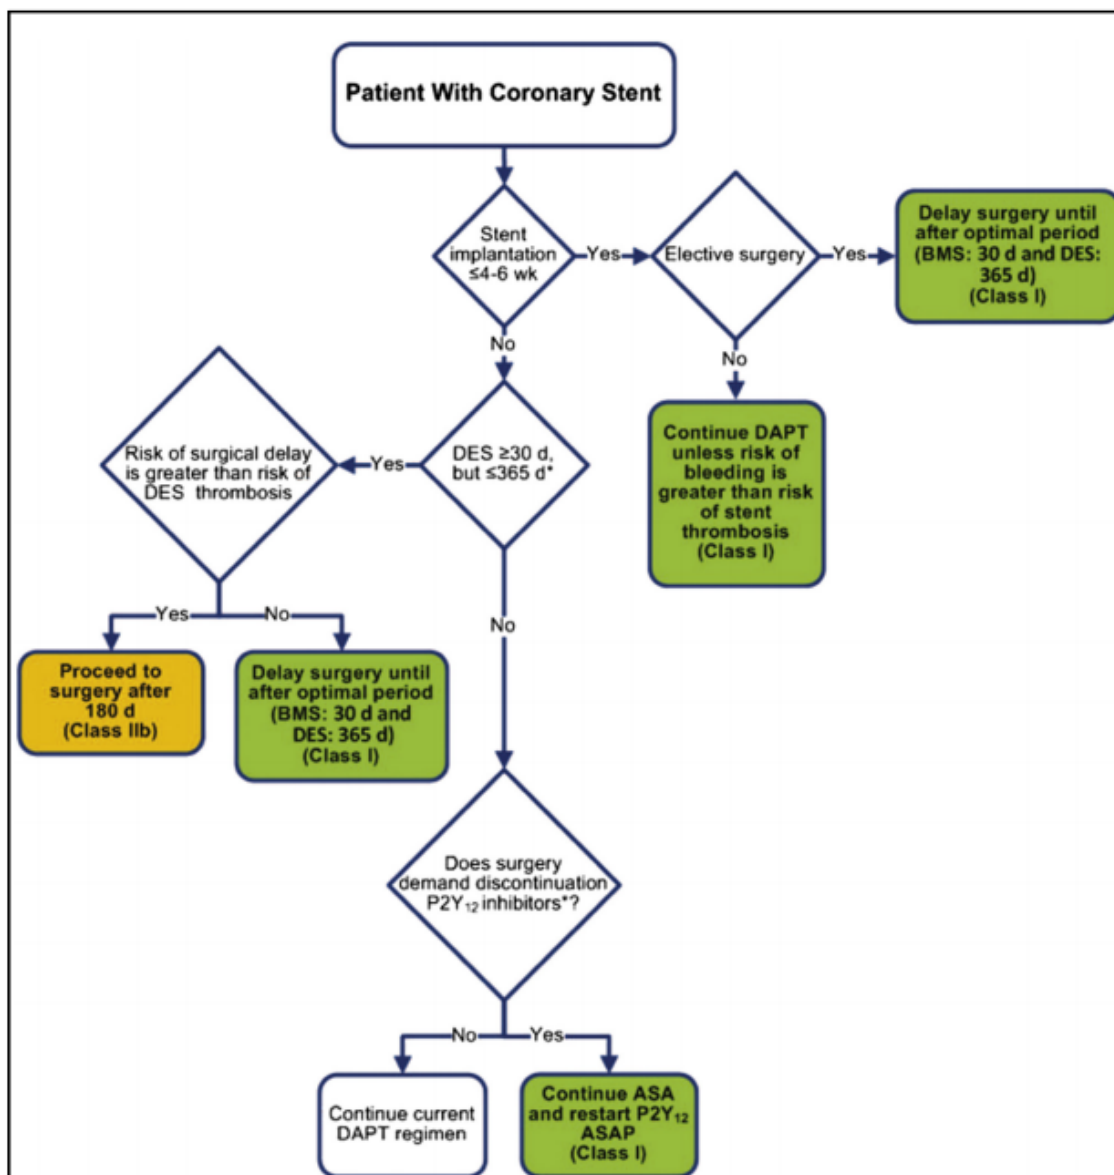 Patient With Coronary Stent
Stent
implantation
≤4-6 wk
Yes
Elective surgery
Yes
Delay surgery until
after optimal period
(BMS: 30 d and DES:
365 d)
(Class I)
No
No
Continue DAPT
unless risk of
bleeding is
greater than risk
of stent
thrombosis
(Class I)
DES ≥30 d,
but ≤365 d*
Yes
Risk of surgical delay
is greater than risk of
DES thrombosis
Yes
No
Proceed to
surgery after
180 d
(Class IIb)
Delay surgery until
after optimal period
(BMS: 30 d and
DES: 365 d)
(Class I)
No
Does surgery
demand discontinuation
P2Y₁₂ inhibitors*?
No
Yes
Continue current
DAPT regimen
Continue ASA
and restart P2Y₁₂
ASAP
(Class I)